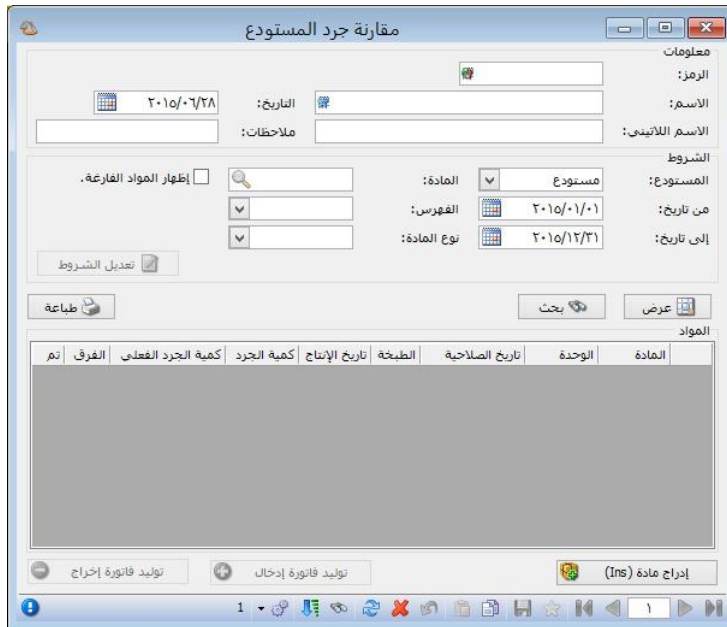 مقارنة جرد المستودع
معلومات
الرمز:
الاسم: التاريخ: ٢٠١٥/٠٦/٢٨
الاسم اللاتيني: ملاحظات:
الشروط
المستودع: مستودع المادة: إظهار المواد الفارغة.
من تاريخ: ٢٠١٥/٠١/٠١ الفهرس:
إلى تاريخ: ٢٠١٥/١٢/٣١ نوع المادة:
تعديل الشروط
عرض بحث طباعة
المواد
المادة الوحدة تاريخ الصلاحية الطبخة تاريخ الإنتاج كمية الجرد كمية الجرد الفعلي الفرق تم
إدراج مادة (Ins) توليد فاتورة إدخال توليد فاتورة إخراج
١ 1